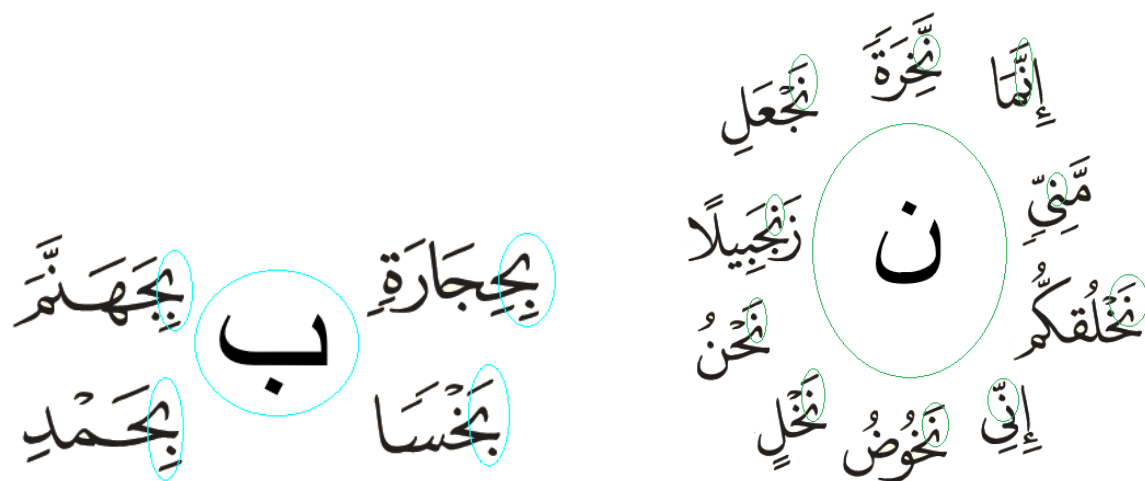 إِنَّمَا
نَّخِرَةً
نَجْعَلِ
مَّنِيٍّ
ن
زَنجَبِيلًا
نَخْلُقكُّم
نَحْنُ
إِنِّي
نَخُوضُ
نَخْلٍ
بِحِجَارَةٍ
بِجَهَنَّمَ
ب
بَخْسًا
بِحَمْدِ